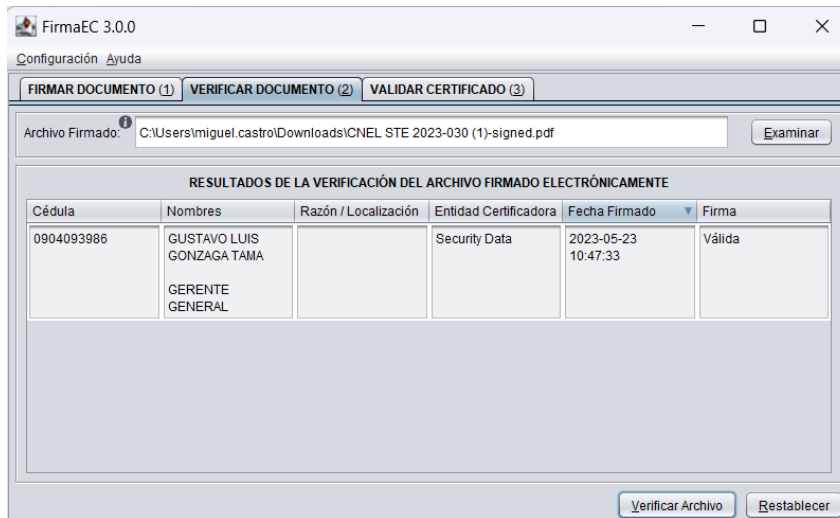 FirmaEC 3.0.0
Configuración Ayuda
FIRMAR DOCUMENTO (1) VERIFICAR DOCUMENTO (2) VALIDAR CERTIFICADO (3)
Archivo Firmado: C:\Users\miguel.castro\Downloads\CNEL STE 2023-030 (1)-signed.pdf Examinar
RESULTADOS DE LA VERIFICACIÓN DEL ARCHIVO FIRMADO ELECTRÓNICAMENTE
Cédula Nombres Razón / Localización Entidad Certificadora Fecha Firmado Firma
0904093986 GUSTAVO LUIS Security Data 2023-05-23 Válida
GONZAGA TAMA 10:47:33
GERENTE
GENERAL
Verificar Archivo Restablecer